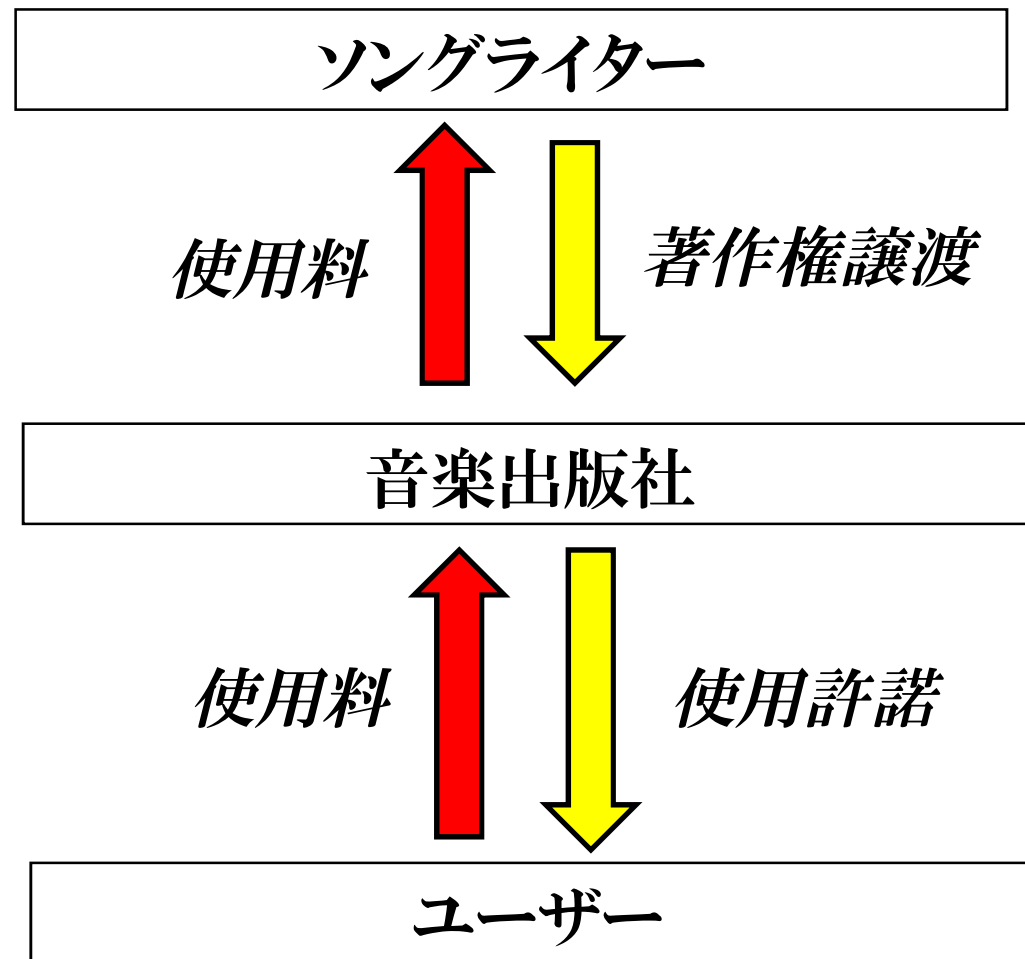 ソングライター
使用料
著作権譲渡
音楽出版社
使用料
使用許諾
ユーザー